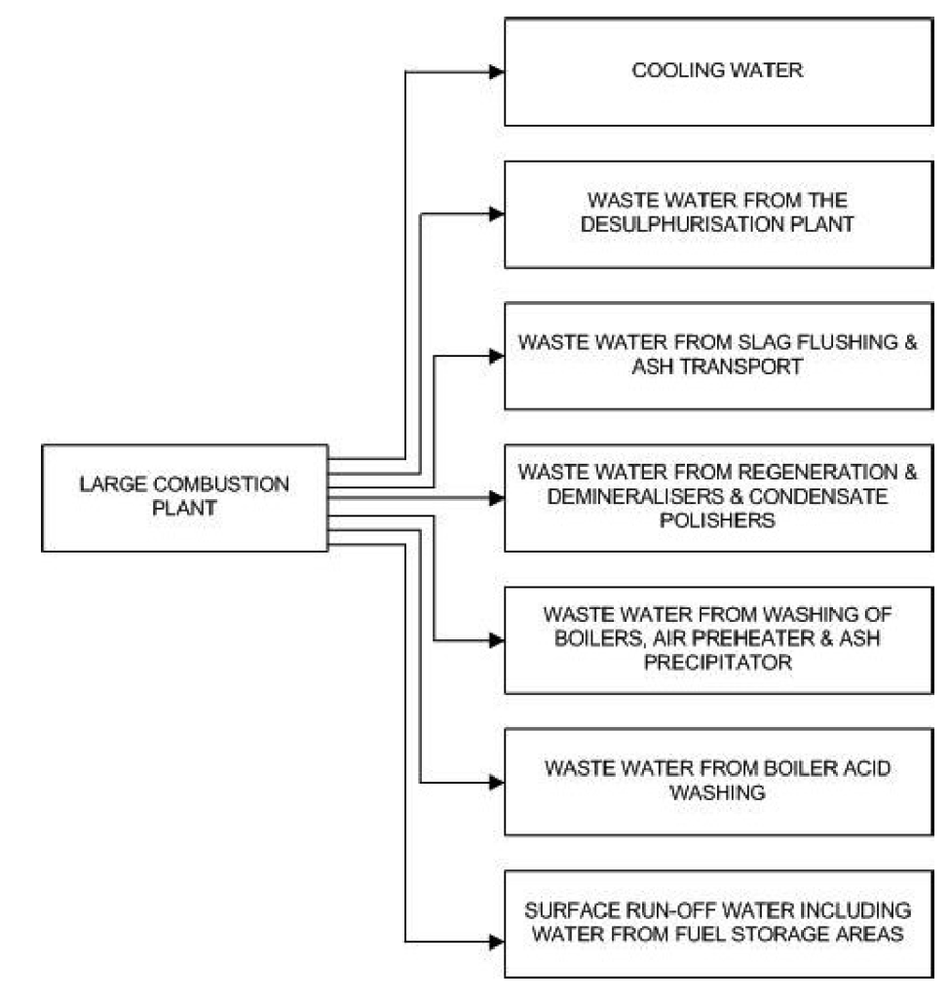 COOLING WATER
WASTE WATER FROM THE
DESULPHURISATION PLANT
WASTE WATER FROM SLAG FLUSHING &
ASH TRANSPORT
LARGE COMBUSTION
PLANT
WASTE WATER FROM REGENERATION &
DEMINERALISERS & CONDENSATE
POLISHERS
WASTE WATER FROM WASHING OF
BOILERS, AIR PREHEATER & ASH
PRECIPITATOR
WASTE WATER FROM BOILER ACID
WASHING
SURFACE RUN-OFF WATER INCLUDING
WATER FROM FUEL STORAGE AREAS